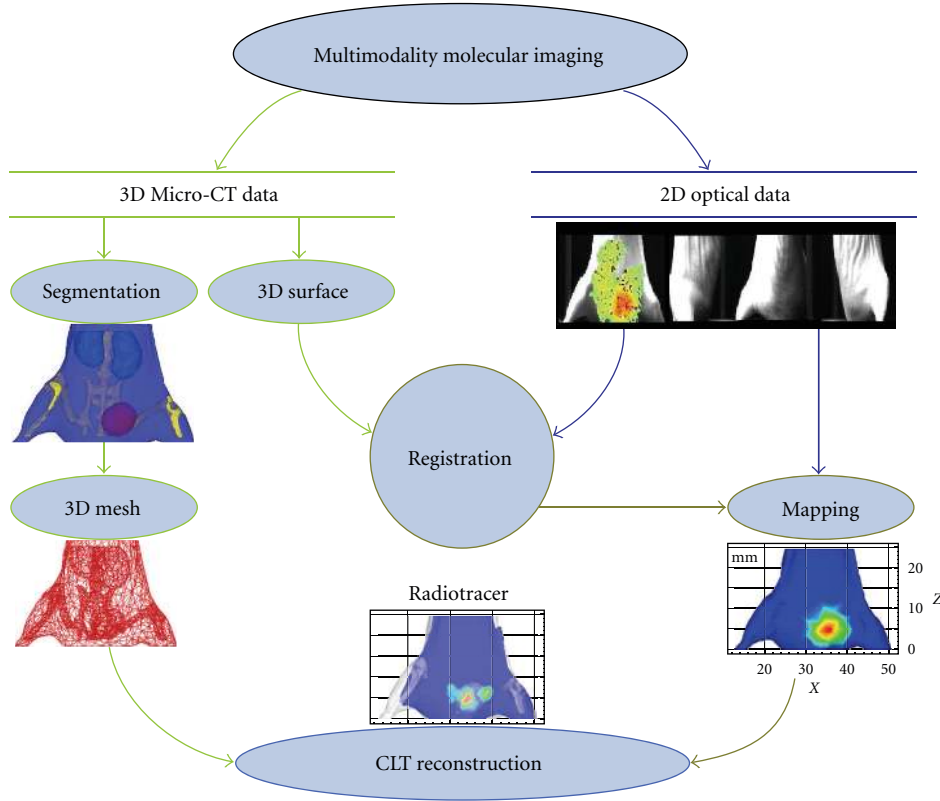 Multimodality molecular imaging
3D Micro-CT data
2D optical data
Segmentation
3D surface
Registration
3D mesh
Mapping
mm
20
10
0
Z
20 30 40 50
X
Radiotracer
CLT reconstruction